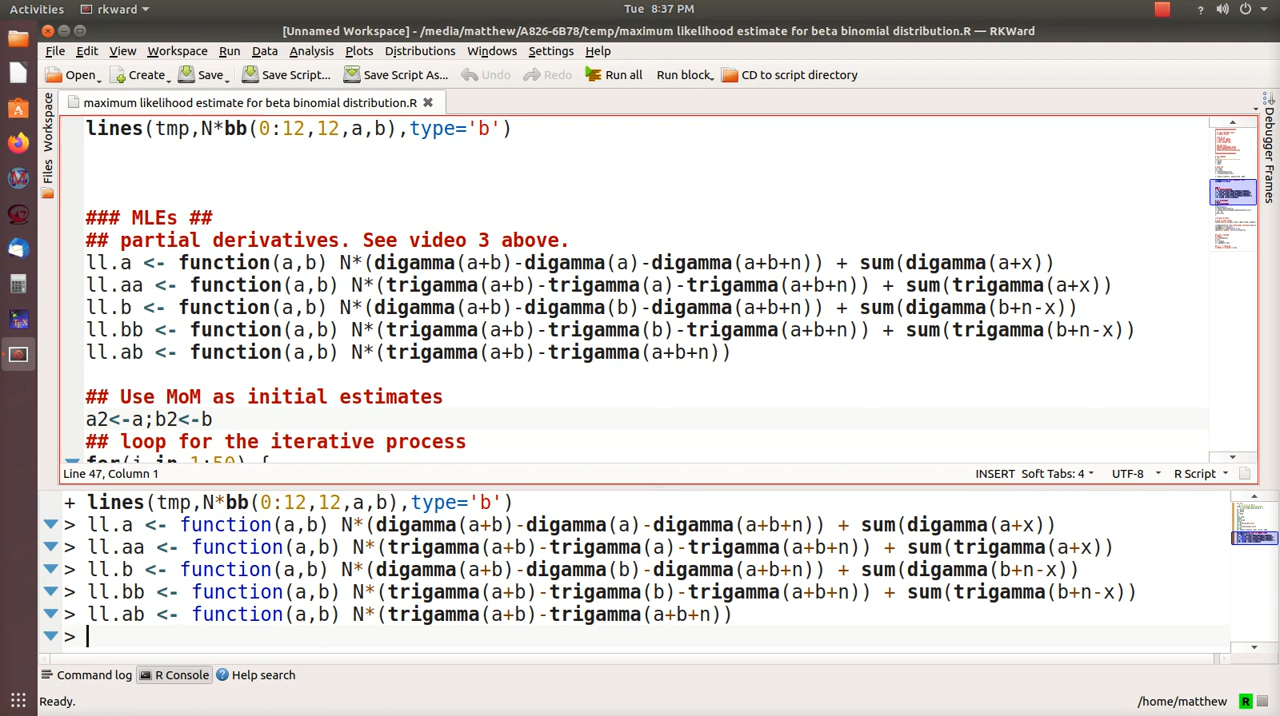 Activities rkward Tue 8:37 PM ?
[Unnamed Workspace] - /media/matthew/A826-6B78/temp/maximum likelihood estimate for beta binomial distribution.R — RKWard
File Edit View Workspace Run Data Analysis Plots Distributions Windows Settings Help
Open Create Save Save Script... Save Script As... Undo Redo Run all Run block CD to script directory
maximum likelihood estimate for beta binomial distribution.R
Workspace
Files
Debugger Frames
lines(tmp,N*bb(0:12,12,a,b),type='b')
### MLEs ##
## partial derivatives. See video 3 above.
ll.a <- function(a,b) N*(digamma(a+b)-digamma(a)-digamma(a+b+n)) + sum(digamma(a+x))
ll.aa <- function(a,b) N*(trigamma(a+b)-trigamma(a)-trigamma(a+b+n)) + sum(trigamma(a+x))
ll.b <- function(a,b) N*(digamma(a+b)-digamma(b)-digamma(a+b+n)) + sum(digamma(b+n-x))
ll.bb <- function(a,b) N*(trigamma(a+b)-trigamma(b)-trigamma(a+b+n)) + sum(trigamma(b+n-x))
ll.ab <- function(a,b) N*(trigamma(a+b)-trigamma(a+b+n))
## Use MoM as initial estimates
a2<-a;b2<-b
## loop for the iterative process
for(i in 1:50) {
Line 47, Column 1 INSERT Soft Tabs: 4 UTF-8 R Script
+ lines(tmp,N*bb(0:12,12,a,b),type='b')
> ll.a <- function(a,b) N*(digamma(a+b)-digamma(a)-digamma(a+b+n)) + sum(digamma(a+x))
> ll.aa <- function(a,b) N*(trigamma(a+b)-trigamma(a)-trigamma(a+b+n)) + sum(trigamma(a+x))
> ll.b <- function(a,b) N*(digamma(a+b)-digamma(b)-digamma(a+b+n)) + sum(digamma(b+n-x))
> ll.bb <- function(a,b) N*(trigamma(a+b)-trigamma(b)-trigamma(a+b+n)) + sum(trigamma(b+n-x))
> ll.ab <- function(a,b) N*(trigamma(a+b)-trigamma(a+b+n))
>
Command log R Console Help search
Ready. /home/matthew R